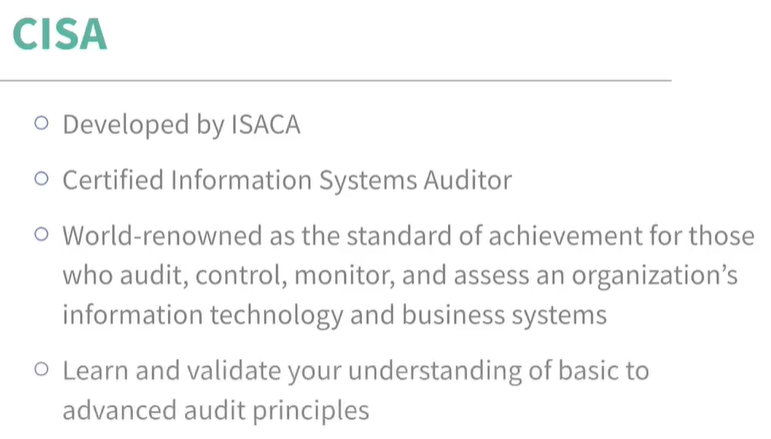 CISA
Developed by ISACA
Certified Information Systems Auditor
World-renowned as the standard of achievement for those
who audit, control, monitor, and assess an organization’s
information technology and business systems
Learn and validate your understanding of basic to
advanced audit principles